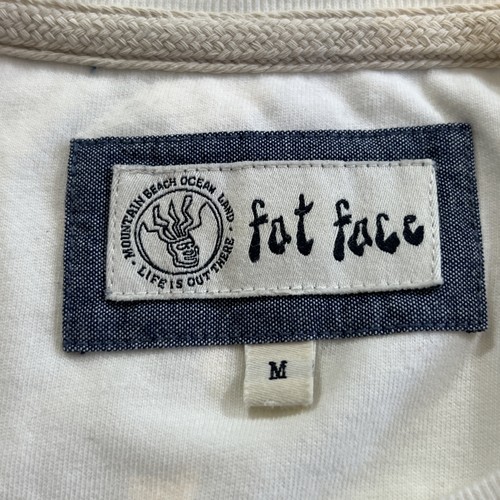 MOUNTAIN BEACH OCEAN LAND
· LIFE IS OUT THERE ·
fat face
M